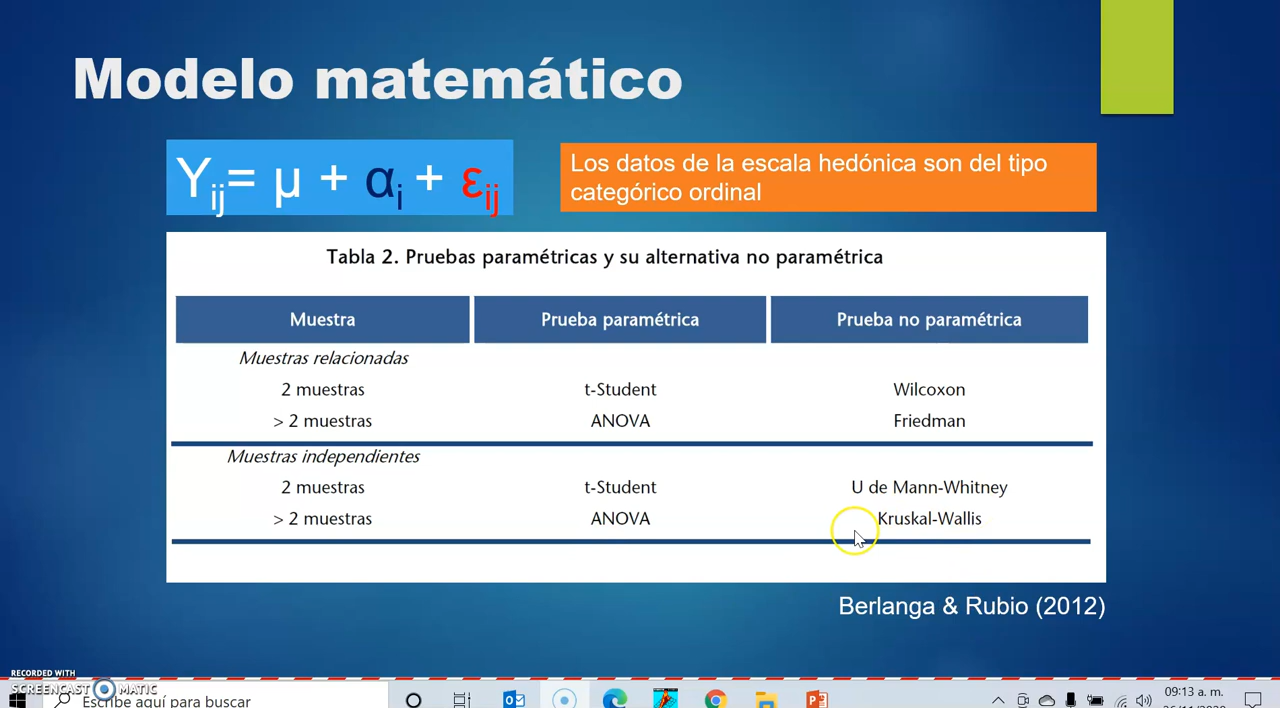 Modelo matemático
Yij= μ + αi + εij
Los datos de la escala hedónica son del tipo
categórico ordinal
Tabla 2. Pruebas paramétricas y su alternativa no paramétrica
Muestra Prueba paramétrica Prueba no paramétrica
Muestras relacionadas
2 muestras t-Student Wilcoxon
> 2 muestras ANOVA Friedman
Muestras independientes
2 muestras t-Student U de Mann-Whitney
> 2 muestras ANOVA Kruskal-Wallis
Berlanga & Rubio (2012)
RECORDED WITH
SCREENCAST MATIC
Escribe aquí para buscar
09:13 a. m.